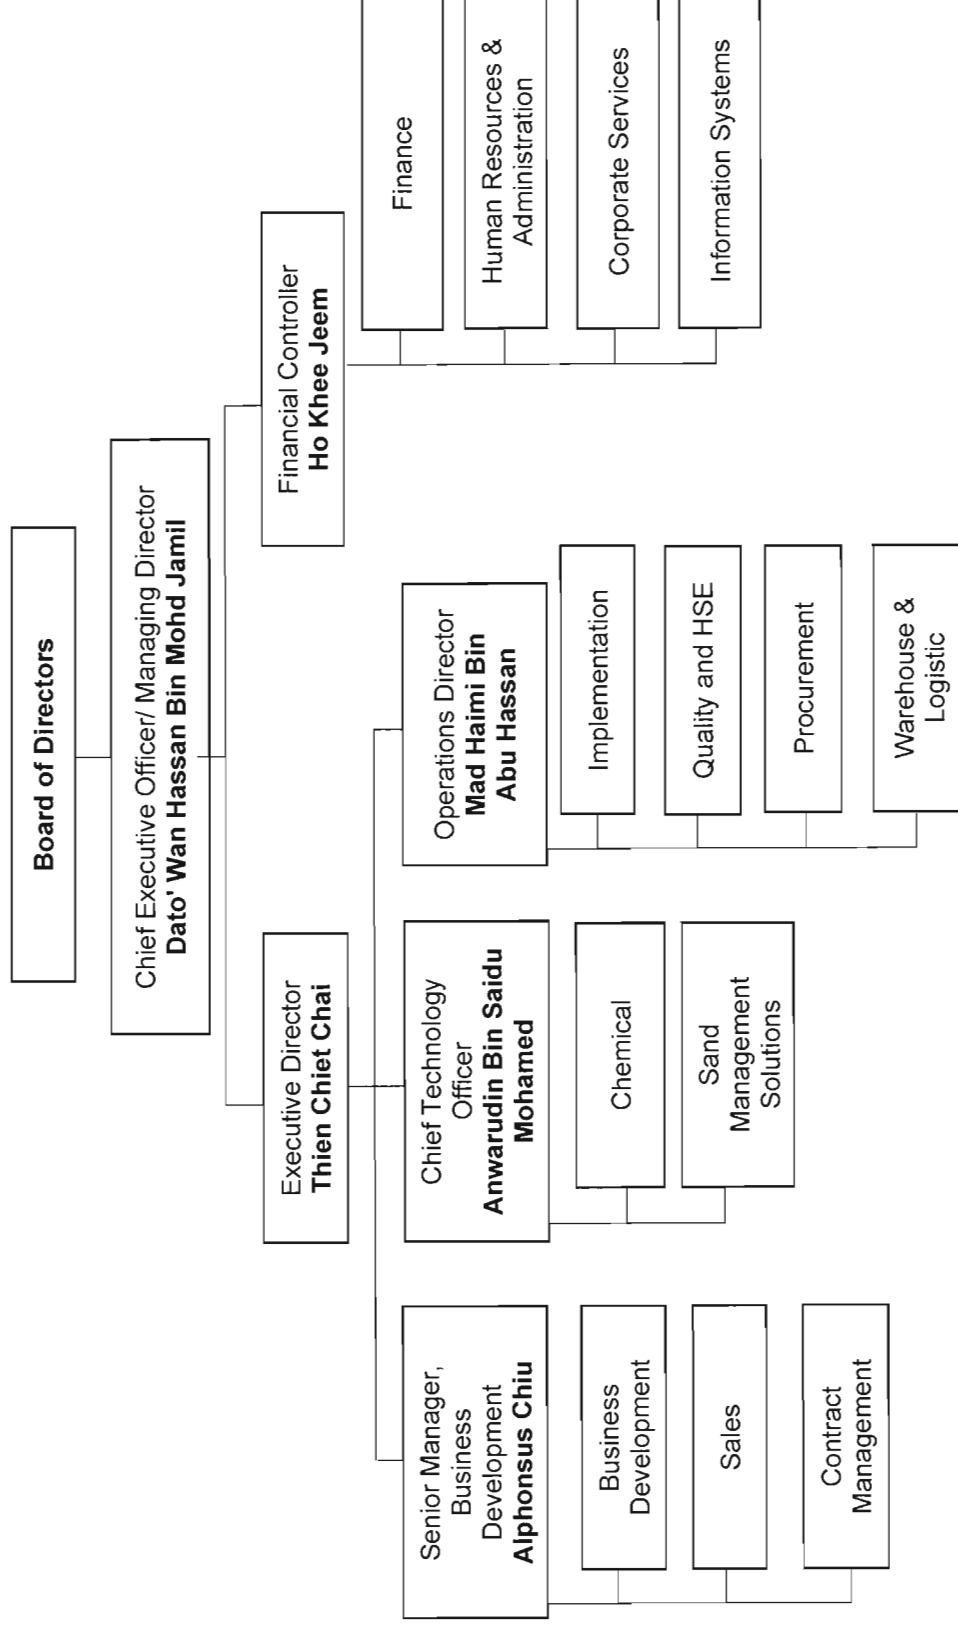 Board of Directors
Chief Executive Officer/ Managing Director
Dato' Wan Hassan Bin Mohd Jamil
Executive Director
Thien Chiet Chai
Financial Controller
Ho Khee Jeem
Senior Manager,
Business
Development
Alphonsus Chiu
Business
Development
Sales
Contract
Management
Chief Technology
Officer
Anwarudin Bin Saidu
Mohamed
Chemical
Sand
Management
Solutions
Operations Director
Mad Haimi Bin
Abu Hassan
Implementation
Quality and HSE
Procurement
Warehouse &
Logistic
Finance
Human Resources &
Administration
Corporate Services
Information Systems